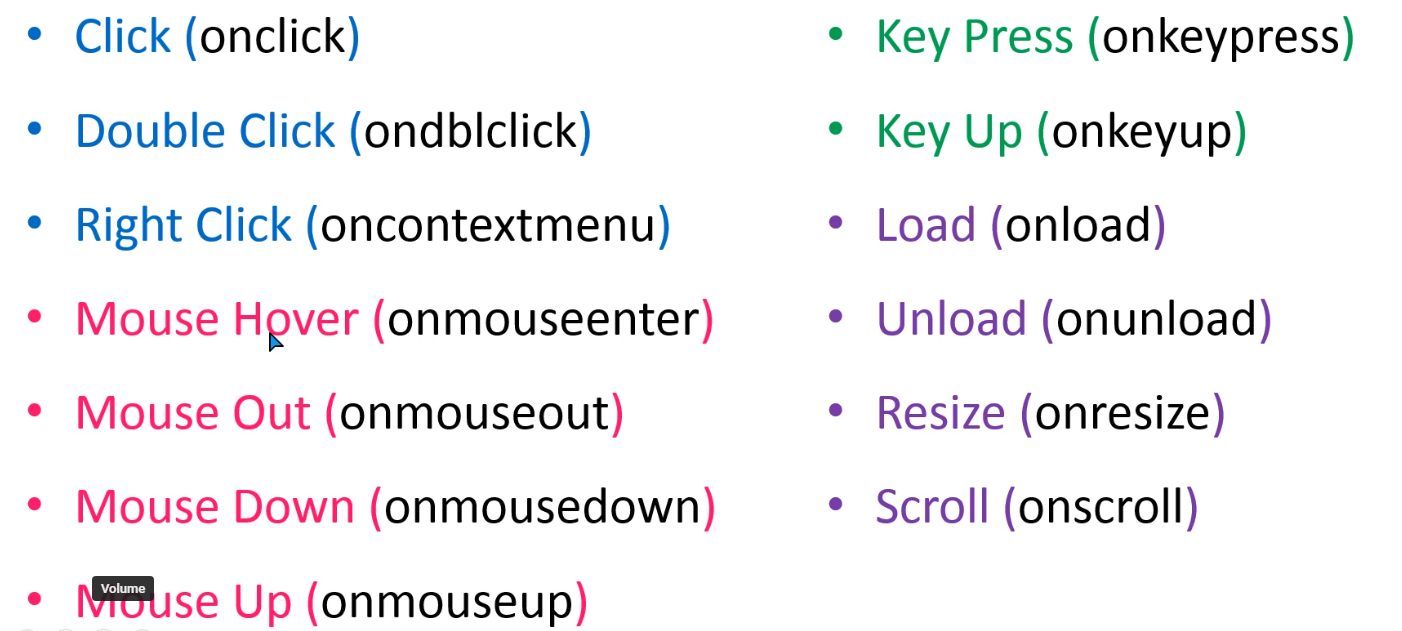 Click (onclick)
Double Click (ondblclick)
Right Click (oncontextmenu)
Mouse Hover (onmouseenter)
Mouse Out (onmouseout)
Mouse Down (onmousedown)
Volume
Mouse Up (onmouseup)
Key Press (onkeypress)
Key Up (onkeyup)
Load (onload)
Unload (onunload)
Resize (onresize)
Scroll (onscroll)